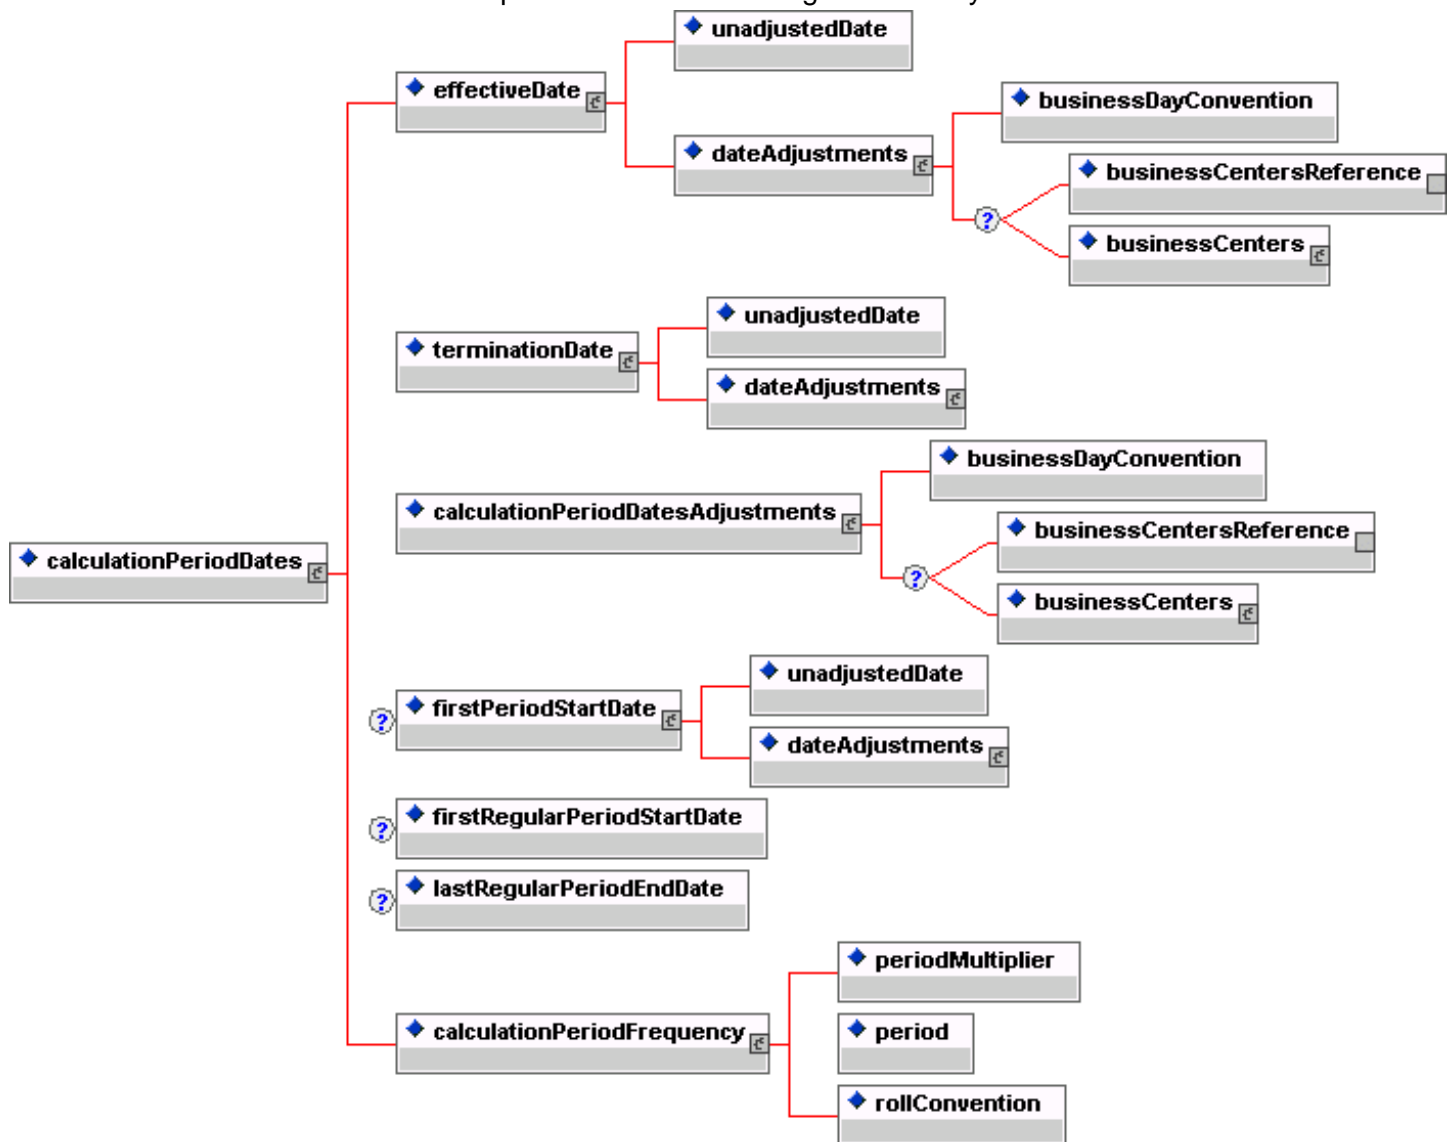 unadjustedDate
effectiveDate
businessDayConvention
dateAdjustments
businessCentersReference
?
businessCenters
unadjustedDate
terminationDate
dateAdjustments
businessDayConvention
calculationPeriodDatesAdjustments
businessCentersReference
calculationPeriodDates
?
businessCenters
unadjustedDate
? firstPeriodStartDate
dateAdjustments
? firstRegularPeriodStartDate
? lastRegularPeriodEndDate
periodMultiplier
calculationPeriodFrequency
period
rollConvention